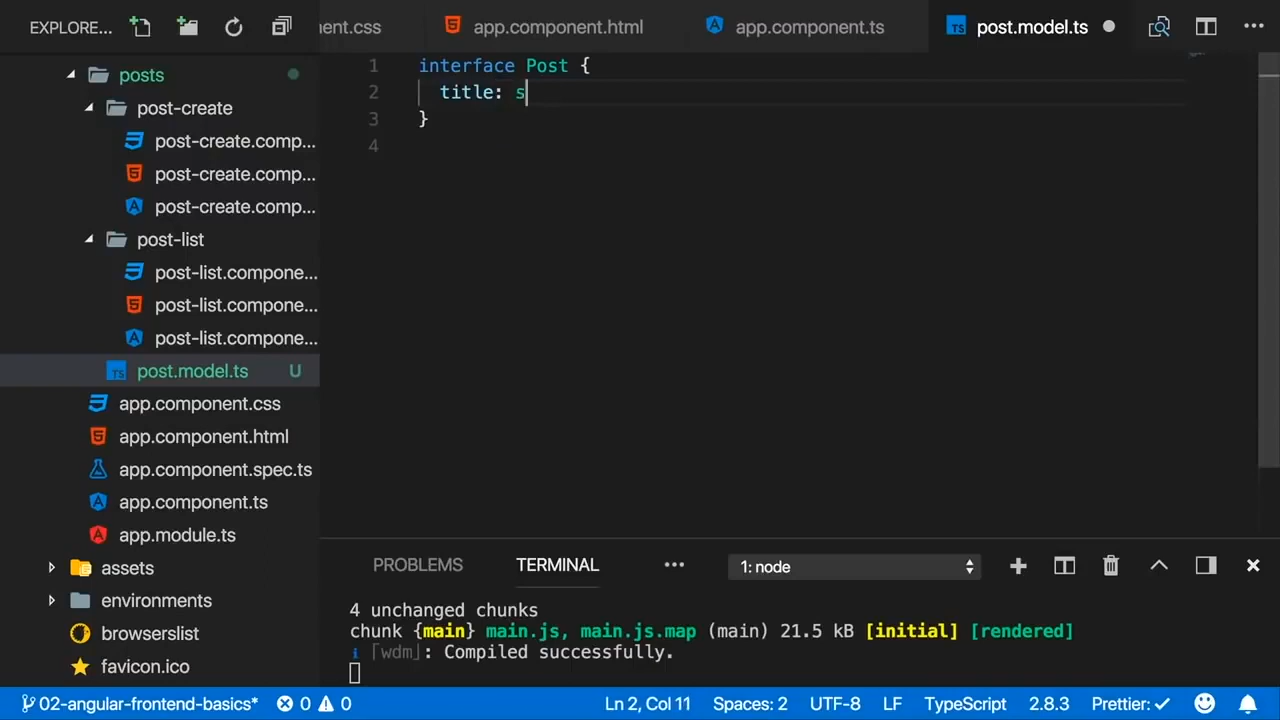 EXPLORE...
nent.css
app.component.html
app.component.ts
TS post.model.ts
posts
post-create
post-create.comp...
post-create.comp...
post-create.comp...
post-list
post-list.compone...
post-list.compone...
post-list.compone...
TS post.model.ts U
app.component.css
app.component.html
app.component.spec.ts
app.component.ts
app.module.ts
assets
environments
browserslist
favicon.ico
1 interface Post {
2 title: s
3 }
4
PROBLEMS TERMINAL ... 1: node
4 unchanged chunks
chunk {main} main.js, main.js.map (main) 21.5 kB [initial] [rendered]
i ｢wdm｣: Compiled successfully.
02-angular-frontend-basics* 0 0 Ln 2, Col 11 Spaces: 2 UTF-8 LF TypeScript 2.8.3 Prettier: ✓